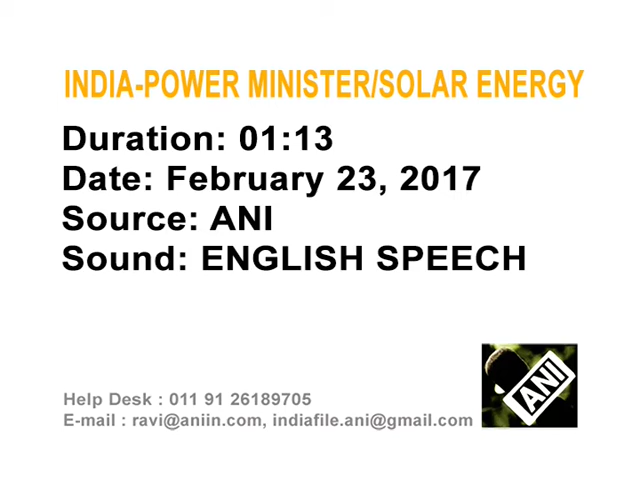 INDIA-POWER MINISTER/SOLAR ENERGY
Duration: 01:13
Date: February 23, 2017
Source: ANI
Sound: ENGLISH SPEECH
ANI
Help Desk : 011 91 26189705
E-mail : ravi@aniin.com, indiafile.ani@gmail.com